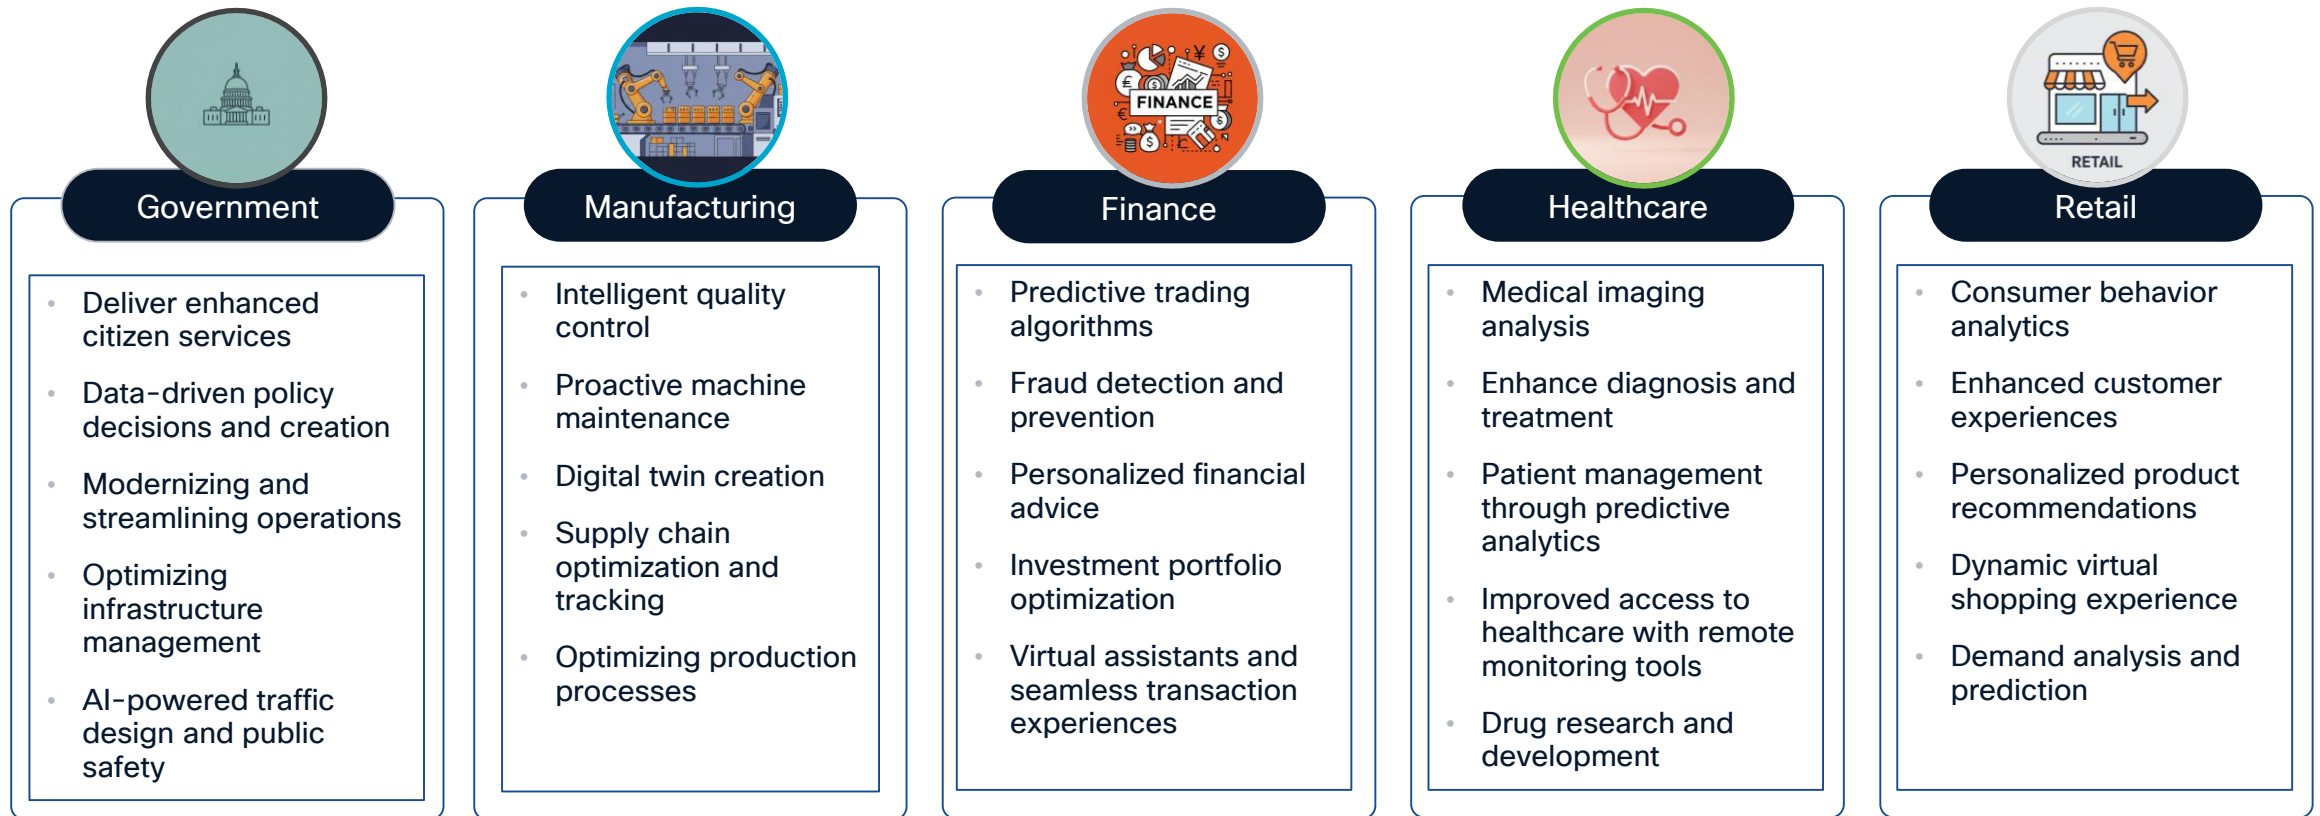 Government
• Deliver enhanced
citizen services
• Data-driven policy
decisions and creation
• Modernizing and
streamlining operations
• Optimizing
infrastructure
management
• AI-powered traffic
design and public
safety
Manufacturing
• Intelligent quality
control
• Proactive machine
maintenance
• Digital twin creation
• Supply chain
optimization and
tracking
• Optimizing production
processes
FINANCE
Finance
• Predictive trading
algorithms
• Fraud detection and
prevention
• Personalized financial
advice
• Investment portfolio
optimization
• Virtual assistants and
seamless transaction
experiences
Healthcare
• Medical imaging
analysis
• Enhance diagnosis and
treatment
• Patient management
through predictive
analytics
• Improved access to
healthcare with remote
monitoring tools
• Drug research and
development
RETAIL
Retail
• Consumer behavior
analytics
• Enhanced customer
experiences
• Personalized product
recommendations
• Dynamic virtual
shopping experience
• Demand analysis and
prediction